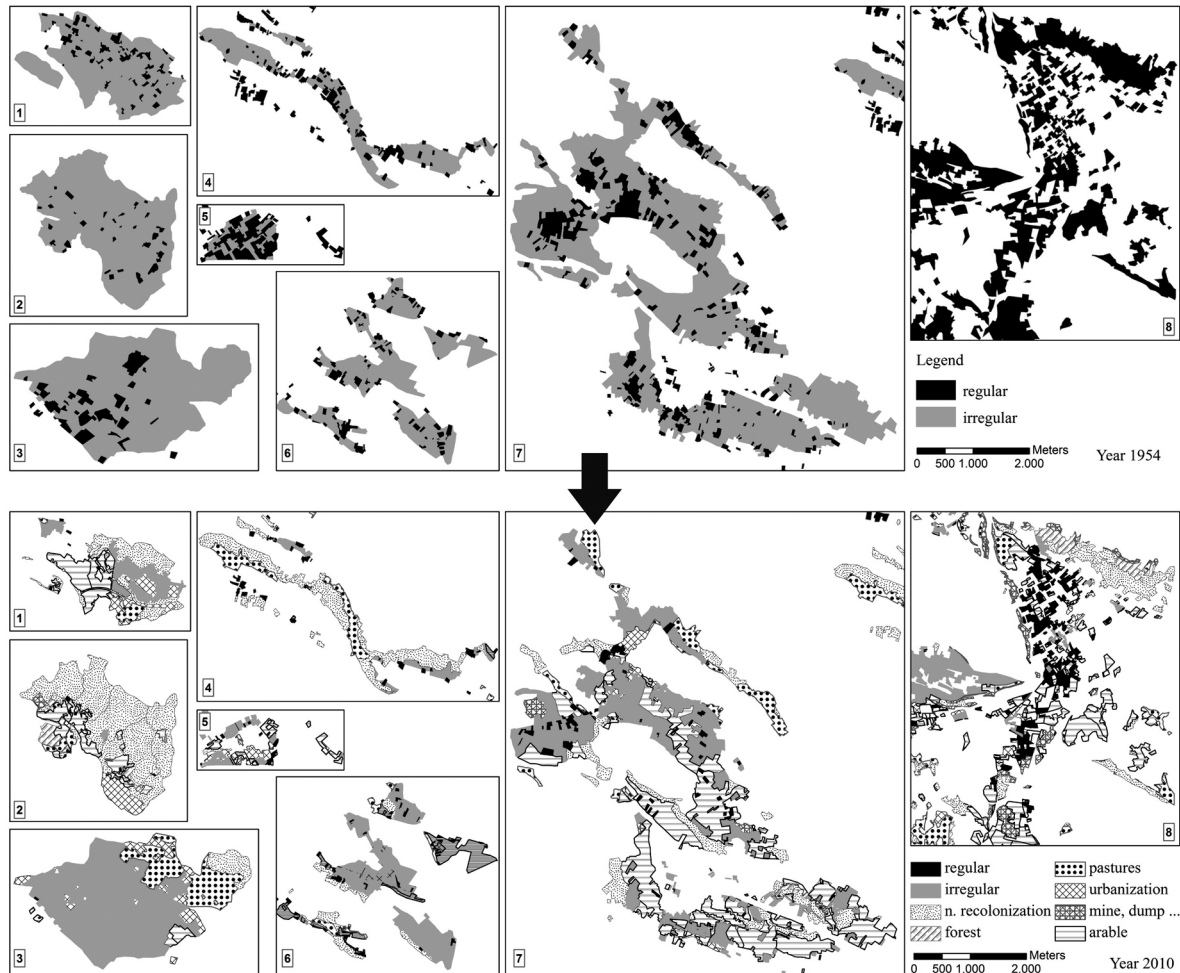 1
2
3
4
5
6
7
8
Legend
regular
irregular
Meters
0 500 1.000 2.000
Year 1954
1
2
3
4
5
6
7
8
regular
irregular
n. recolonization
forest
pastures
urbanization
mine, dump ...
arable
Meters
0 500 1.000 2.000
Year 2010